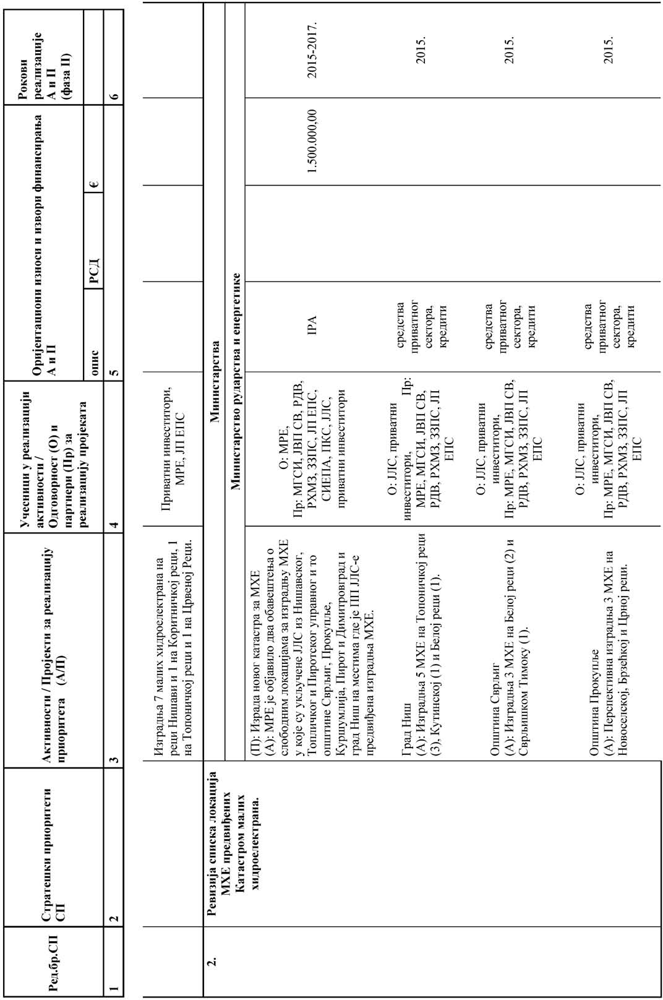 Ред.бр.СП
Стратешки приоритети
СП
Активности / Пројекти за реализацију
приоритета (А/П)
Учесници у реализацији
активности /
Одговорност (О) и
партнери (Пр) за
реализацију пројеката
Оријентациони износи и извори финансирања
А и П
опис
РСД
€
Рокови
реализације
А и П
(фаза II)
1
2
3
4
5
6
Изградња 7 малих хидроелектрана на
реци Нишави и 1 на Коритничкој реци, 1
на Топоничкој реци и 1 на Црвеној Реци.
Приватни инвеститори,
МРЕ, ЈП ЕПС
2.
Ревизија списка локација
МХЕ предвиђених
Катастром малих
хидроелектрана.
Министарства
Министарство рударства и енергетике
(П): Израда новог катастра за МХЕ
(А): МРЕ је објавило два обавештења о
слободним локацијама за изградњу МХЕ
у које су укључене ЈЛС из Нишавског,
Топличког и Пиротског управног и то
општине Сврљиг, Прокупље,
Куршумлија, Пирот и Димитровград и
град Ниш на местима где је ПП ЈЛС-е
предвиђена изградња МХЕ.
О: МРЕ,
Пр: МГСИ, ЈВП СВ, РДВ,
РХМЗ, ЗЗПС, ЈП ЕПС,
СИЕПА, ПКС, ЈЛС,
приватни инвеститори
IPA
1.500.000,00
2015-2017.
Град Ниш
(А): Изградња 5 МХЕ на Топоничкој реци
(3), Кутинској (1) и Белој реци (1).
О: ЈЛС, приватни
инвеститори, Пр:
МРЕ, МГСИ, ЈВП СВ,
РДВ, РХМЗ, ЗЗПС, ЈП
ЕПС
средства
приватног
сектора,
кредити
2015.
Општина Сврљиг
(А): Изградња 3 МХЕ на Белој реци (2) и
Сврљишком Тимоку (1).
О: ЈЛС, приватни
инвеститори,
Пр: МРЕ, МГСИ, ЈВП СВ,
РДВ, РХМЗ, ЗЗПС, ЈП
ЕПС
средства
приватног
сектора,
кредити
2015.
Општина Прокупље
(А): Перспективна изградња 3 МХЕ на
Новоселској, Брзећкој и Црној реци.
О: ЈЛС, приватни
инвеститори,
Пр: МРЕ, МГСИ, ЈВП СВ,
РДВ, РХМЗ, ЗЗПС, ЈП
ЕПС
средства
приватног
сектора,
кредити
2015.